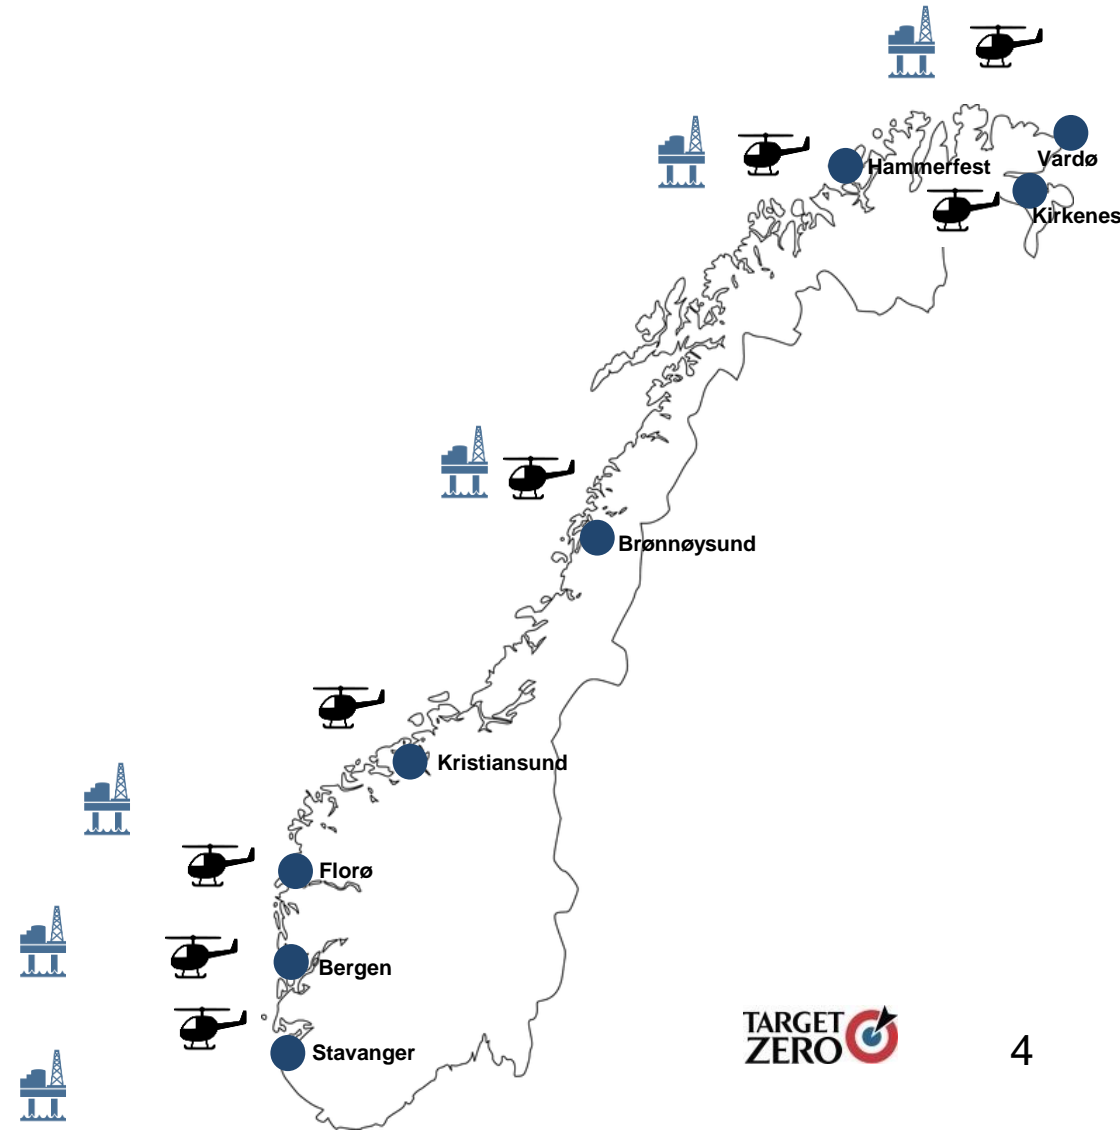 Vardø
Hammerfest
Kirkenes
Brønnøysund
Kristiansund
Florø
Bergen
Stavanger
TARGET
ZERO
4